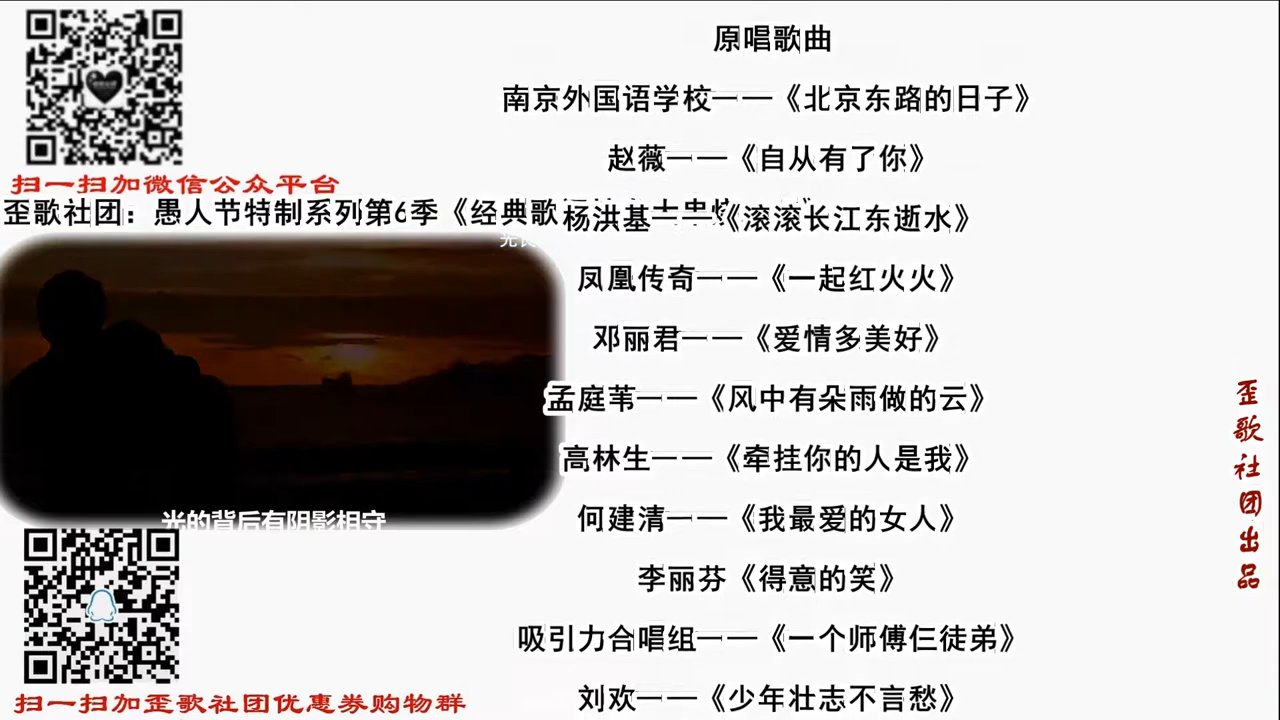 原唱歌曲
南京外国语学校——《北京东路的日子》
赵薇——《自从有了你》
杨洪基——《滚滚长江东逝水》
凤凰传奇——《一起红火火》
邓丽君——《爱情多美好》
孟庭苇——《风中有朵雨做的云》
高林生——《牵挂你的人是我》
何建清——《我最爱的女人》
李丽芬《得意的笑》
吸引力合唱组——《一个师傅仨徒弟》
刘欢——《少年壮志不言愁》
扫一扫加微信公众平台
歪歌社团：愚人节特制系列第6季《经典歌
光的背后有阴影相守
扫一扫加歪歌社团优惠券购物群
歪歌社团出品